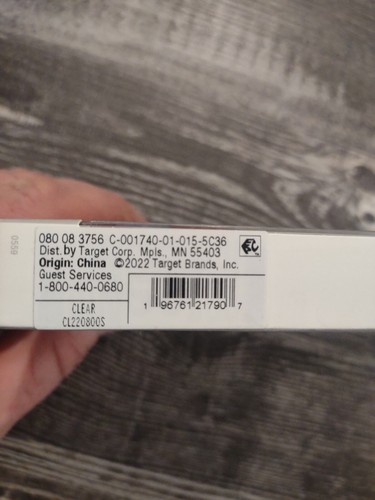 080 08 3756 C-001740-01-015-5C36
Dist. by Target Corp. Mpls., MN 55403
Origin: China ©2022 Target Brands, Inc.
Guest Services
1-800-440-0680
1 96761 21790 7
CLEAR
CL220800S